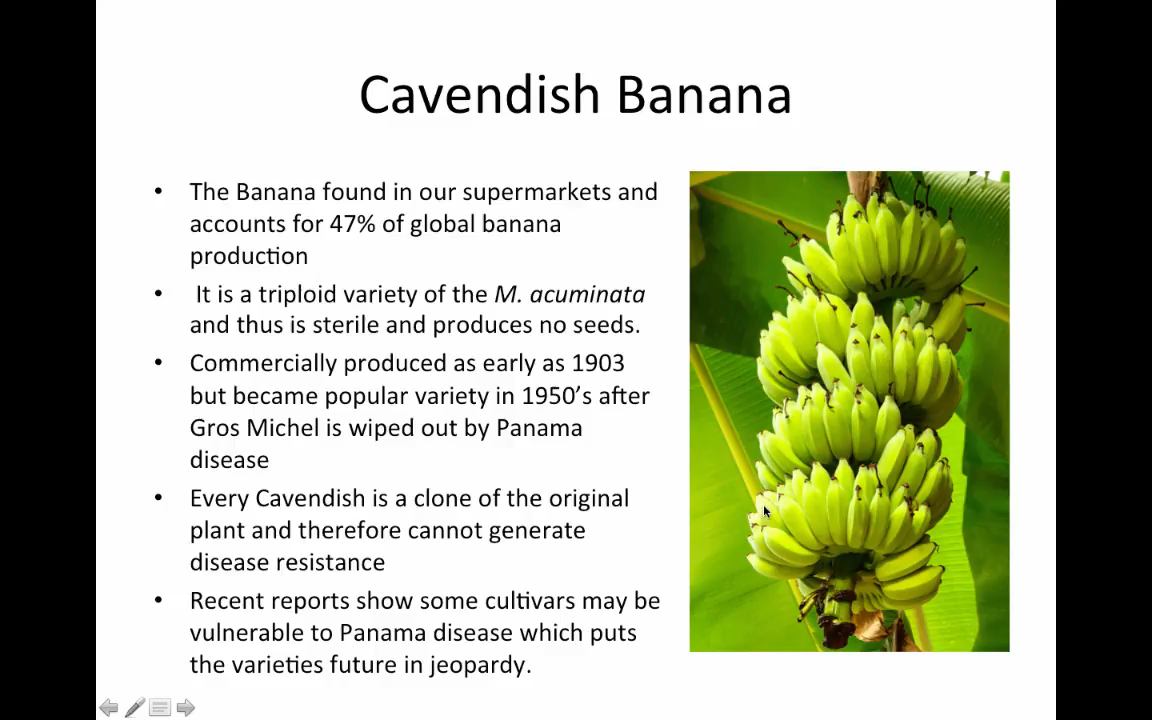 Cavendish Banana
• The Banana found in our supermarkets and
accounts for 47% of global banana
production
• It is a triploid variety of the M. acuminata
and thus is sterile and produces no seeds.
• Commercially produced as early as 1903
but became popular variety in 1950’s after
Gros Michel is wiped out by Panama
disease
• Every Cavendish is a clone of the original
plant and therefore cannot generate
disease resistance
• Recent reports show some cultivars may be
vulnerable to Panama disease which puts
the varieties future in jeopardy.